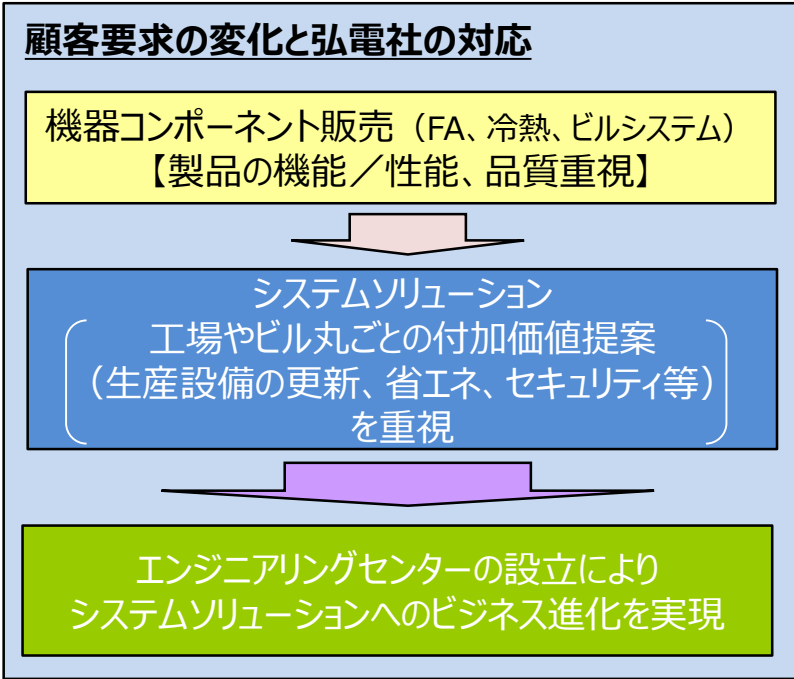 顧客要求の変化と弘電社の対応
機器コンポーネント販売（FA、冷熱、ビルシステム）
【製品の機能／性能、品質重視】
システムソリューション
工場やビル丸ごとの付加価値提案
（生産設備の更新、省エネ、セキュリティ等）
を重視
エンジニアリングセンターの設立により
システムソリューションへのビジネス進化を実現